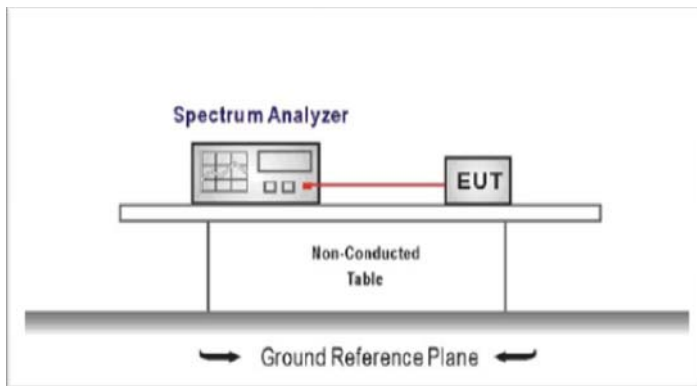 Spectrum Analyzer
EUT
Non-Conducted
Table
Ground Reference Plane